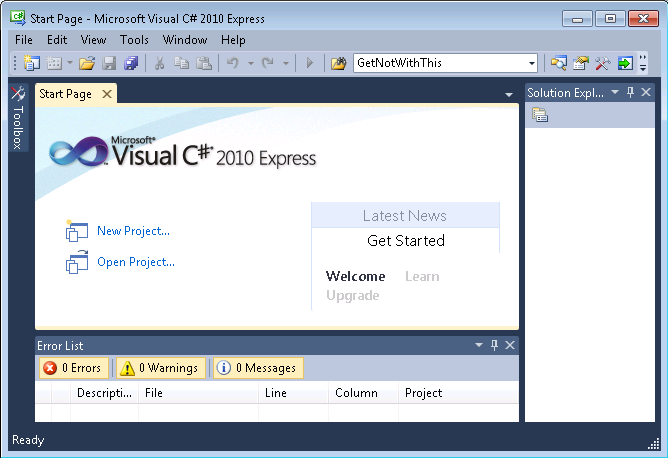 Start Page - Microsoft Visual C# 2010 Express
File Edit View Tools Window Help
GetNotWithThis
Toolbox
Start Page
Solution Expl...
Microsoft®
Visual C#® 2010 Express
New Project...
Open Project...
Latest News
Get Started
Welcome Learn
Upgrade
Error List
0 Errors 0 Warnings 0 Messages
Descripti... File Line Column Project
Ready